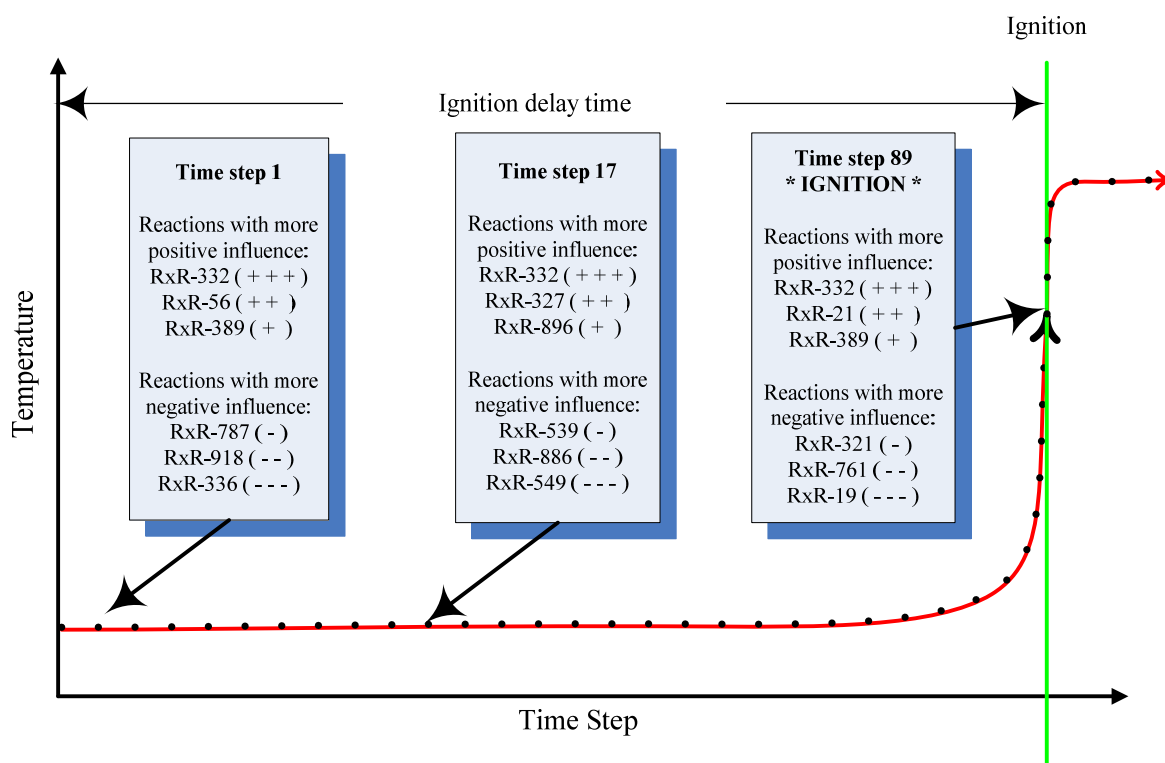 Ignition
Ignition delay time
Time step 1
Reactions with more
positive influence:
RxR-332 ( + + + )
RxR-56 ( + + )
RxR-389 ( + )
Reactions with more
negative influence:
RxR-787 ( - )
RxR-918 ( - - )
RxR-336 ( - - - )
Time step 17
Reactions with more
positive influence:
RxR-332 ( + + + )
RxR-327 ( + + )
RxR-896 ( + )
Reactions with more
negative influence:
RxR-539 ( - )
RxR-886 ( - - )
RxR-549 ( - - - )
Time step 89
* IGNITION *
Reactions with more
positive influence:
RxR-332 ( + + + )
RxR-21 ( + + )
RxR-389 ( + )
Reactions with more
negative influence:
RxR-321 ( - )
RxR-761 ( - - )
RxR-19 ( - - - )
Temperature
Time Step